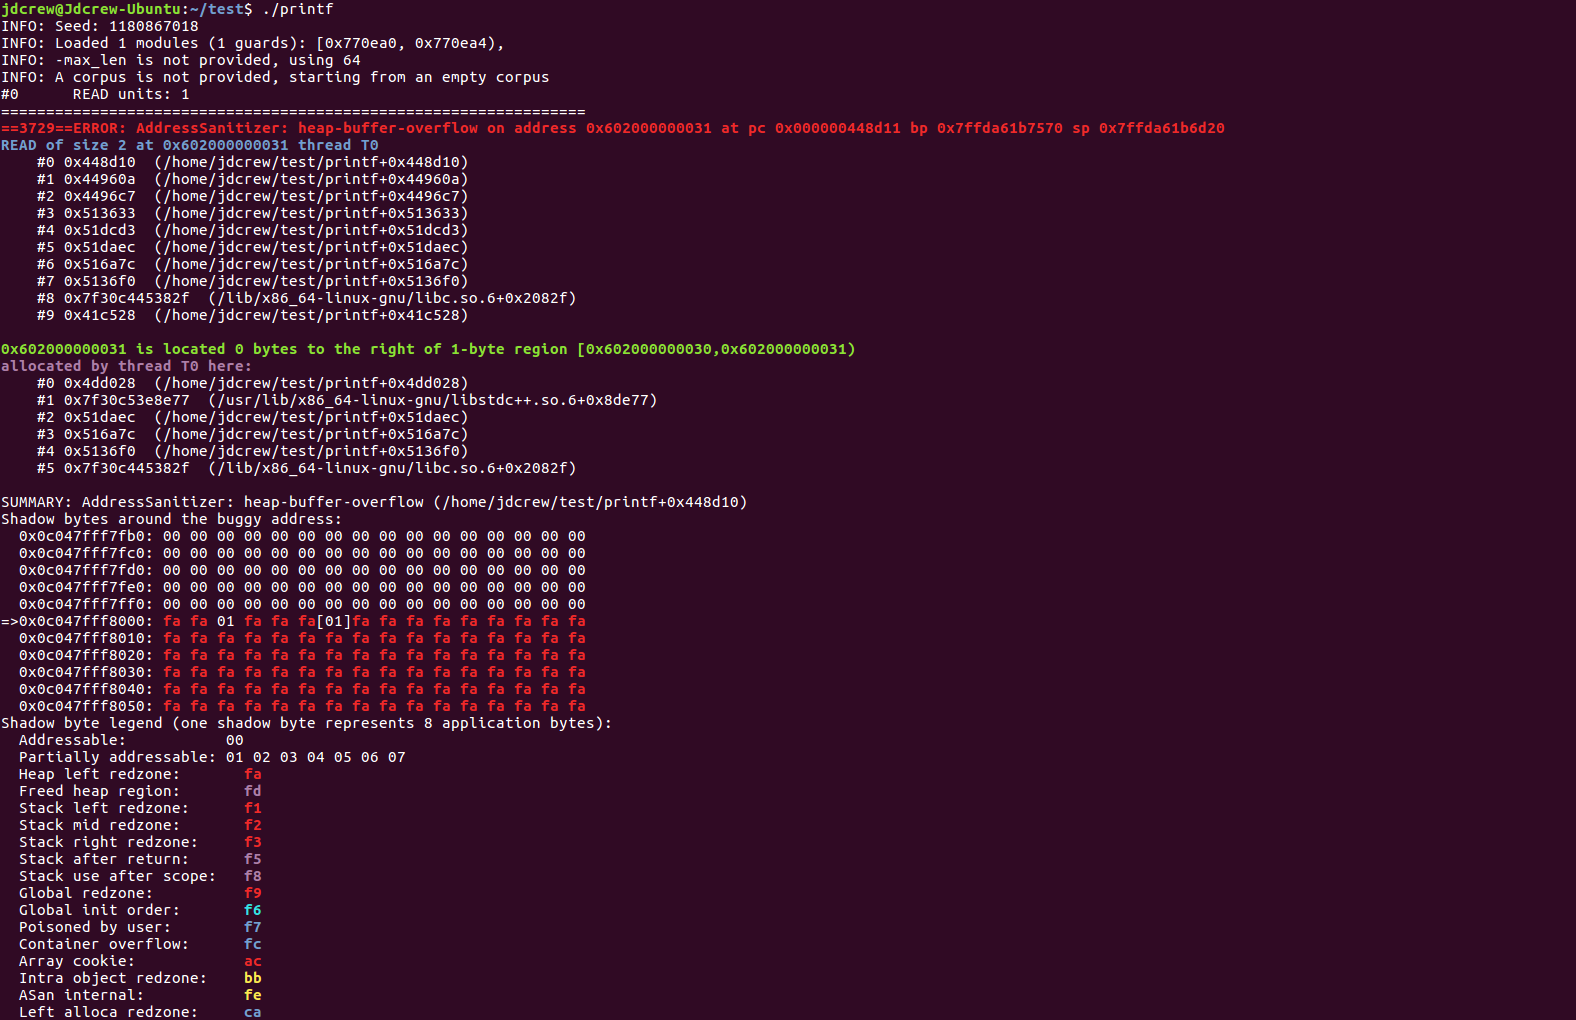 jdcrew@Jdcrew-Ubuntu:~/test$ ./printf
INFO: Seed: 1180867018
INFO: Loaded 1 modules (1 guards): [0x770ea0, 0x770ea4),
INFO: -max_len is not provided, using 64
INFO: A corpus is not provided, starting from an empty corpus
#0      READ units: 1
=================================================================
==3729==ERROR: AddressSanitizer: heap-buffer-overflow on address 0x602000000031 at pc 0x000000448d11 bp 0x7ffda61b7570 sp 0x7ffda61b6d20
READ of size 2 at 0x602000000031 thread T0
    #0 0x448d10  (/home/jdcrew/test/printf+0x448d10)
    #1 0x44960a  (/home/jdcrew/test/printf+0x44960a)
    #2 0x4496c7  (/home/jdcrew/test/printf+0x4496c7)
    #3 0x513633  (/home/jdcrew/test/printf+0x513633)
    #4 0x51dcd3  (/home/jdcrew/test/printf+0x51dcd3)
    #5 0x51daec  (/home/jdcrew/test/printf+0x51daec)
    #6 0x516a7c  (/home/jdcrew/test/printf+0x516a7c)
    #7 0x5136f0  (/home/jdcrew/test/printf+0x5136f0)
    #8 0x7f30c445382f  (/lib/x86_64-linux-gnu/libc.so.6+0x2082f)
    #9 0x41c528  (/home/jdcrew/test/printf+0x41c528)

0x602000000031 is located 0 bytes to the right of 1-byte region [0x602000000030,0x602000000031)
allocated by thread T0 here:
    #0 0x4dd028  (/home/jdcrew/test/printf+0x4dd028)
    #1 0x7f30c53e8e77  (/usr/lib/x86_64-linux-gnu/libstdc++.so.6+0x8de77)
    #2 0x51daec  (/home/jdcrew/test/printf+0x51daec)
    #3 0x516a7c  (/home/jdcrew/test/printf+0x516a7c)
    #4 0x5136f0  (/home/jdcrew/test/printf+0x5136f0)
    #5 0x7f30c445382f  (/lib/x86_64-linux-gnu/libc.so.6+0x2082f)

SUMMARY: AddressSanitizer: heap-buffer-overflow (/home/jdcrew/test/printf+0x448d10)
Shadow bytes around the buggy address:
  0x0c047fff7fb0: 00 00 00 00 00 00 00 00 00 00 00 00 00 00 00 00
  0x0c047fff7fc0: 00 00 00 00 00 00 00 00 00 00 00 00 00 00 00 00
  0x0c047fff7fd0: 00 00 00 00 00 00 00 00 00 00 00 00 00 00 00 00
  0x0c047fff7fe0: 00 00 00 00 00 00 00 00 00 00 00 00 00 00 00 00
  0x0c047fff7ff0: 00 00 00 00 00 00 00 00 00 00 00 00 00 00 00 00
=>0x0c047fff8000: fa fa 01 fa fa fa[01]fa fa fa fa fa fa fa fa fa
  0x0c047fff8010: fa fa fa fa fa fa fa fa fa fa fa fa fa fa fa fa
  0x0c047fff8020: fa fa fa fa fa fa fa fa fa fa fa fa fa fa fa fa
  0x0c047fff8030: fa fa fa fa fa fa fa fa fa fa fa fa fa fa fa fa
  0x0c047fff8040: fa fa fa fa fa fa fa fa fa fa fa fa fa fa fa fa
  0x0c047fff8050: fa fa fa fa fa fa fa fa fa fa fa fa fa fa fa fa
Shadow byte legend (one shadow byte represents 8 application bytes):
  Addressable:           00
  Partially addressable: 01 02 03 04 05 06 07
  Heap left redzone:       fa
  Freed heap region:       fd
  Stack left redzone:      f1
  Stack mid redzone:       f2
  Stack right redzone:     f3
  Stack after return:      f5
  Stack use after scope:   f8
  Global redzone:          f9
  Global init order:       f6
  Poisoned by user:        f7
  Container overflow:      fc
  Array cookie:            ac
  Intra object redzone:    bb
  ASan internal:           fe
  Left alloca redzone:     ca